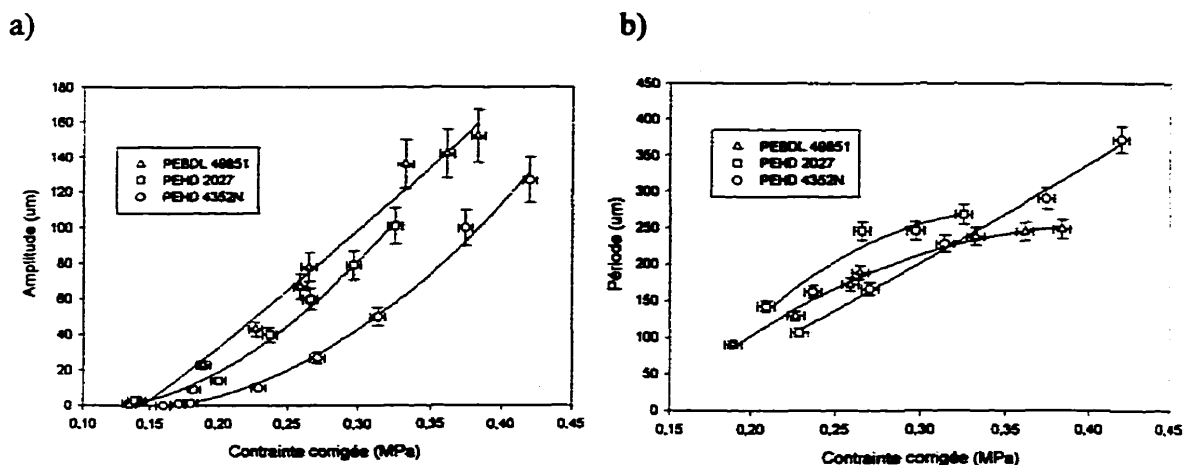 a)
Amplitude (um)
180
160
140
120
100
80
60
40
20
0
PEBDL
PEHD 2027
PEHD 4352N
0,10 0,15 0,20 0,25 0,30 0,35 0,40 0,45
Contrainte corrigée (MPa)
b)
Période (um)
450
400
350
300
250
200
150
100
50
0
PEBDL
PEHD 2027
PEHD 4352N
0,15 0,20 0,25 0,30 0,35 0,40 0,45
Contrainte corrigée (MPa)